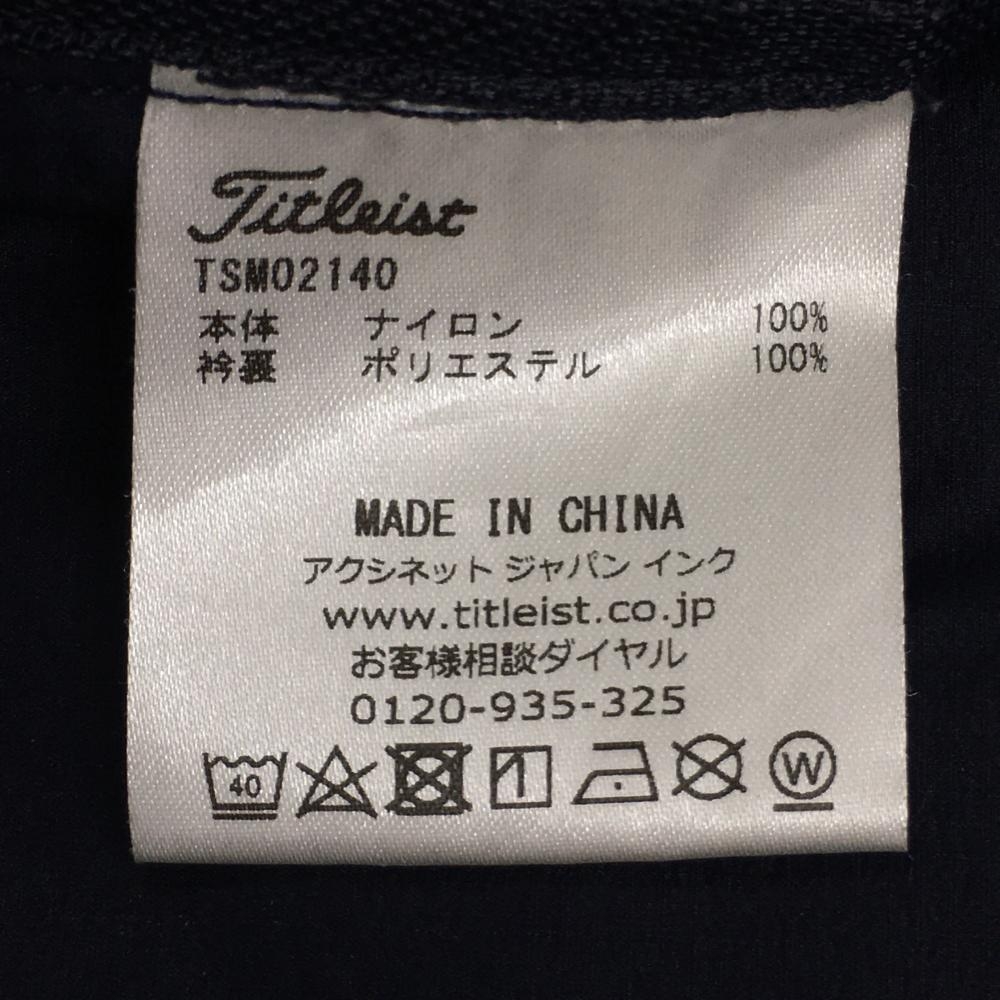 Titleist
TSMO2140
本体 ナイロン 100%
衿裏 ポリエステル 100%
MADE IN CHINA
アクシネット ジャパン インク
www.titleist.co.jp
お客様相談ダイヤル
0120-935-325
40 W